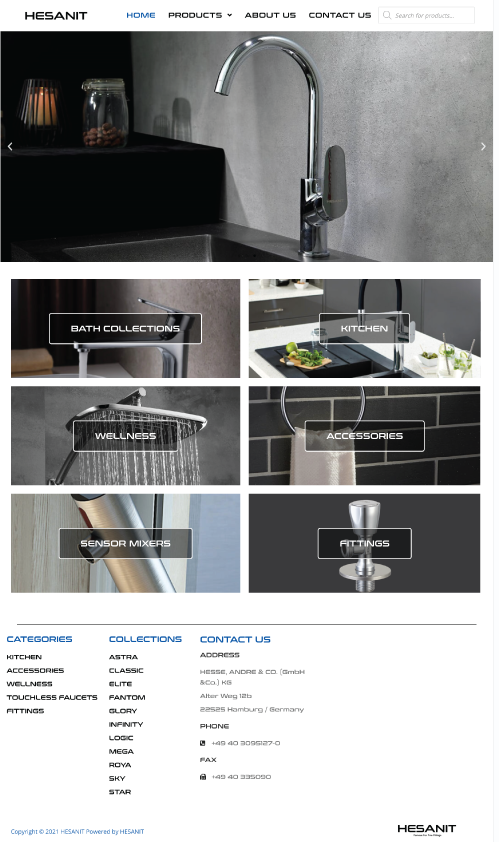 HESANIT
HOME PRODUCTS ABOUT US CONTACT US Search for products...
BATH COLLECTIONS
KITCHEN
WELLNESS
ACCESSORIES
SENSOR MIXERS
FITTINGS
CATEGORIES
KITCHEN
ACCESSORIES
WELLNESS
TOUCHLESS FAUCETS
FITTINGS
COLLECTIONS
ASTRA
CLASSIC
ELITE
FANTOM
GLORY
INFINITY
LOGIC
MEGA
ROYA
SKY
STAR
CONTACT US
ADDRESS
HESSE, ANDRE & CO. (GmbH
&Co.) KG
Alter Weg 12b
22525 Hamburg / Germany
PHONE
+49 40 3095127-0
FAX
+49 40 335090
Copyright © 2021 HESANIT Powered by HESANIT
HESANIT